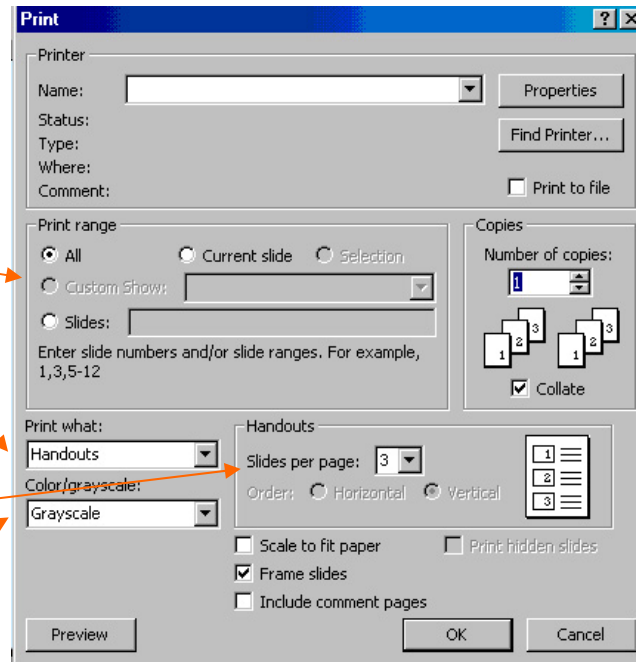 Print
Printer
Name:
Properties
Status:
Find Printer...
Type:
Where:
Comment:
Print to file
Print range
Copies
All Current slide Selection
Number of copies:
Custom Show:
1
Slides:
Enter slide numbers and/or slide ranges. For example,
1,3,5-12
1 2 3 1 2 3
Collate
Print what:
Handouts
Handouts
Slides per page: 3
Color/grayscale:
Order: Horizontal Vertical
Grayscale
1
2
3
Scale to fit paper Print hidden slides
Frame slides
Include comment pages
Preview OK Cancel